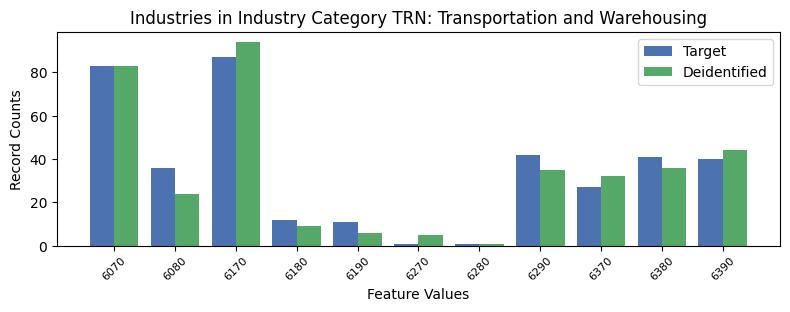 Industries in Industry Category TRN: Transportation and Warehousing
Target
Deidentified
Record Counts
80
60
40
20
0
6070 6080 6170 6180 6190 6270 6280 6290 6370 6380 6390
Feature Values